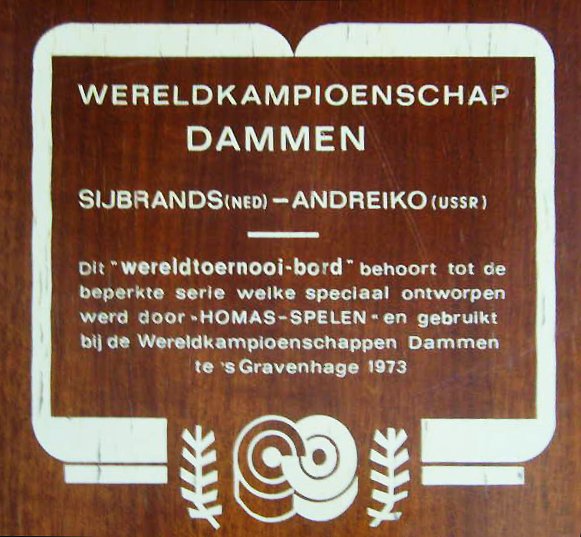 WERELDKAMPIOENSCHAP
DAMMEN
SIJBRANDS (NED) – ANDREIKO (USSR)
Dit "wereldtoernooi-bord" behoort tot de
beperkte serie welke speciaal ontworpen
werd door "HOMAS-SPELEN" en gebruikt
bij de Wereldkampioenschappen Dammen
te 's Gravenhage 1973